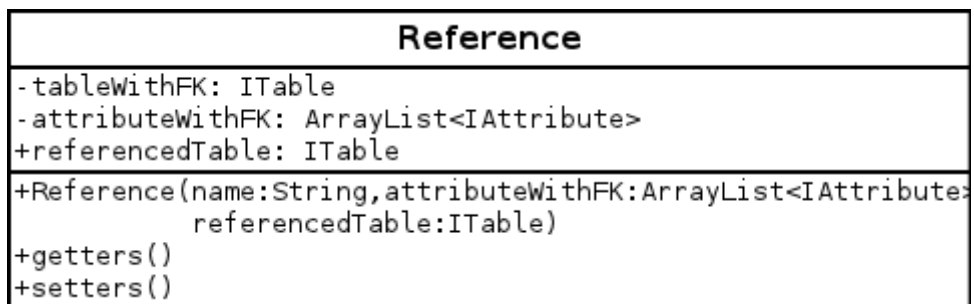 Reference
-tableWithFK: ITable
-attributeWithFK: ArrayList<IAttribute>
+referencedTable: ITable
+Reference(name:String,attributeWithFK:ArrayList<IAttribute>
referencedTable:ITable)
+getters()
+setters()